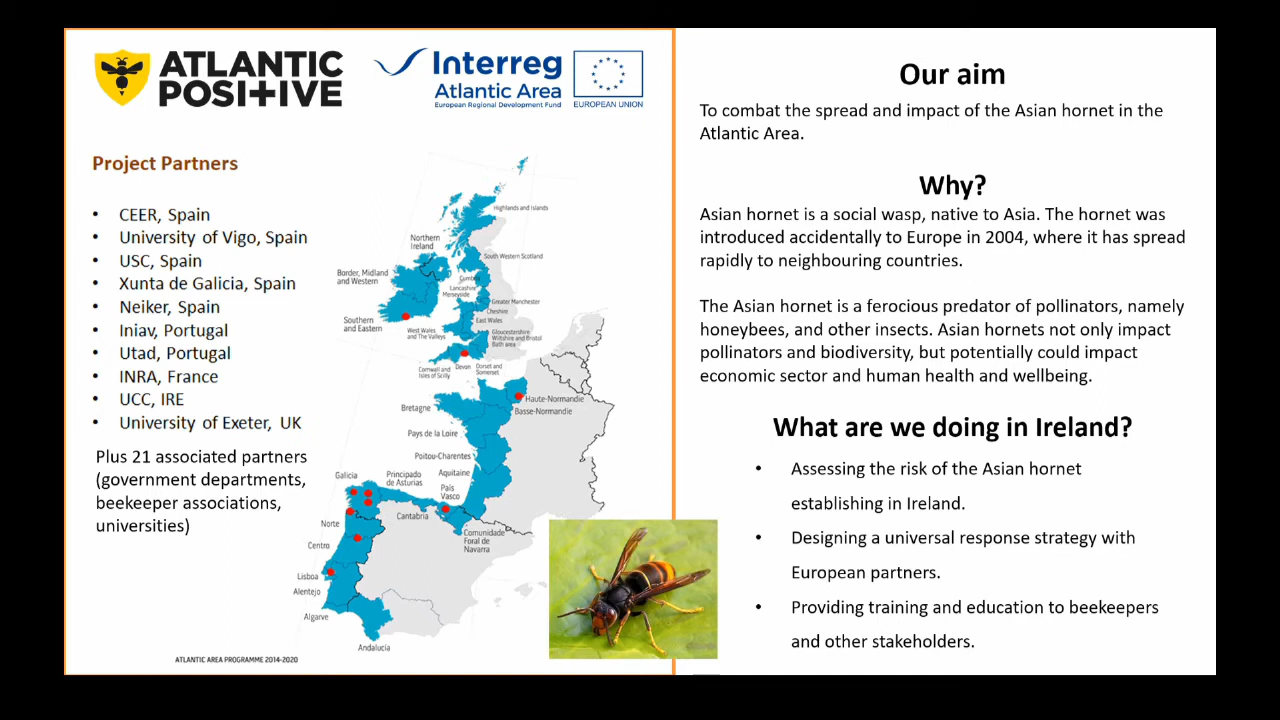 ATLANTIC
POSITIVE
Interreg
Atlantic Area
European Regional Development Fund
EUROPEAN UNION
Project Partners
• CEER, Spain
• University of Vigo, Spain
• USC, Spain
• Xunta de Galicia, Spain
• Neiker, Spain
• Iniav, Portugal
• Utad, Portugal
• INRA, France
• UCC, IRE
• University of Exeter, UK
Plus 21 associated partners
(government departments,
beekeeper associations,
universities)
Highlands and Islands
Northern
Ireland
South Western Scotland
Border, Midland
and Western
Cumbria
Lancashire
Merseyside
Greater Manchester
Cheshire
East Wales
Southern
and Eastern
West Wales
and The Valleys
Gloucestershire
Wiltshire and Bristol
Bath area
Cornwall and
Isles of Scilly
Devon
Dorset and
Somerset
Haute-Normandie
Basse-Normandie
Bretagne
Pays de la Loire
Poitou-Charentes
Aquitaine
Galicia
Principado
de Asturias
País
Vasco
Cantabria
Norte
Comunidade
Foral de
Navarra
Centro
Lisboa
Alentejo
Algarve
Andalucía
ATLANTIC AREA PROGRAMME 2014-2020
Our aim
To combat the spread and impact of the Asian hornet in the
Atlantic Area.
Why?
Asian hornet is a social wasp, native to Asia. The hornet was
introduced accidentally to Europe in 2004, where it has spread
rapidly to neighbouring countries.
The Asian hornet is a ferocious predator of pollinators, namely
honeybees, and other insects. Asian hornets not only impact
pollinators and biodiversity, but potentially could impact
economic sector and human health and wellbeing.
What are we doing in Ireland?
• Assessing the risk of the Asian hornet
establishing in Ireland.
• Designing a universal response strategy with
European partners.
• Providing training and education to beekeepers
and other stakeholders.